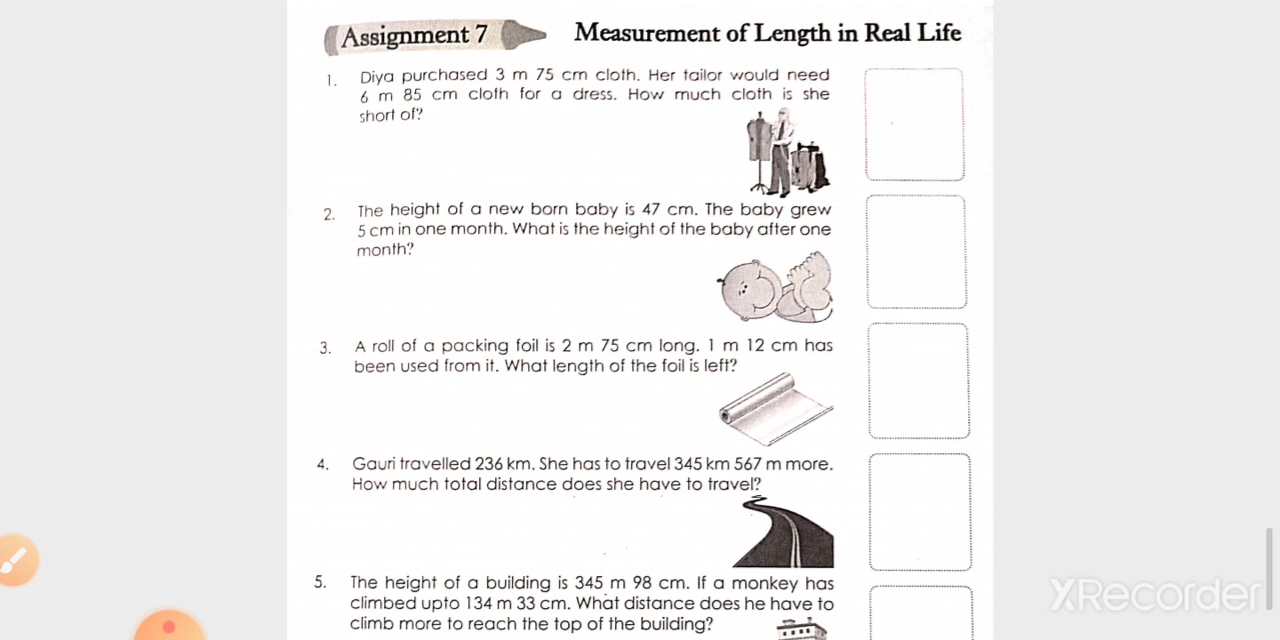 Assignment 7 Measurement of Length in Real Life
1. Diya purchased 3 m 75 cm cloth. Her tailor would need
6 m 85 cm cloth for a dress. How much cloth is she
short of?
2. The height of a new born baby is 47 cm. The baby grew
5 cm in one month. What is the height of the baby after one
month?
3. A roll of a packing foil is 2 m 75 cm long. 1 m 12 cm has
been used from it. What length of the foil is left?
4. Gauri travelled 236 km. She has to travel 345 km 567 m more.
How much total distance does she have to travel?
5. The height of a building is 345 m 98 cm. If a monkey has
climbed upto 134 m 33 cm. What distance does he have to
climb more to reach the top of the building?
XRecorder